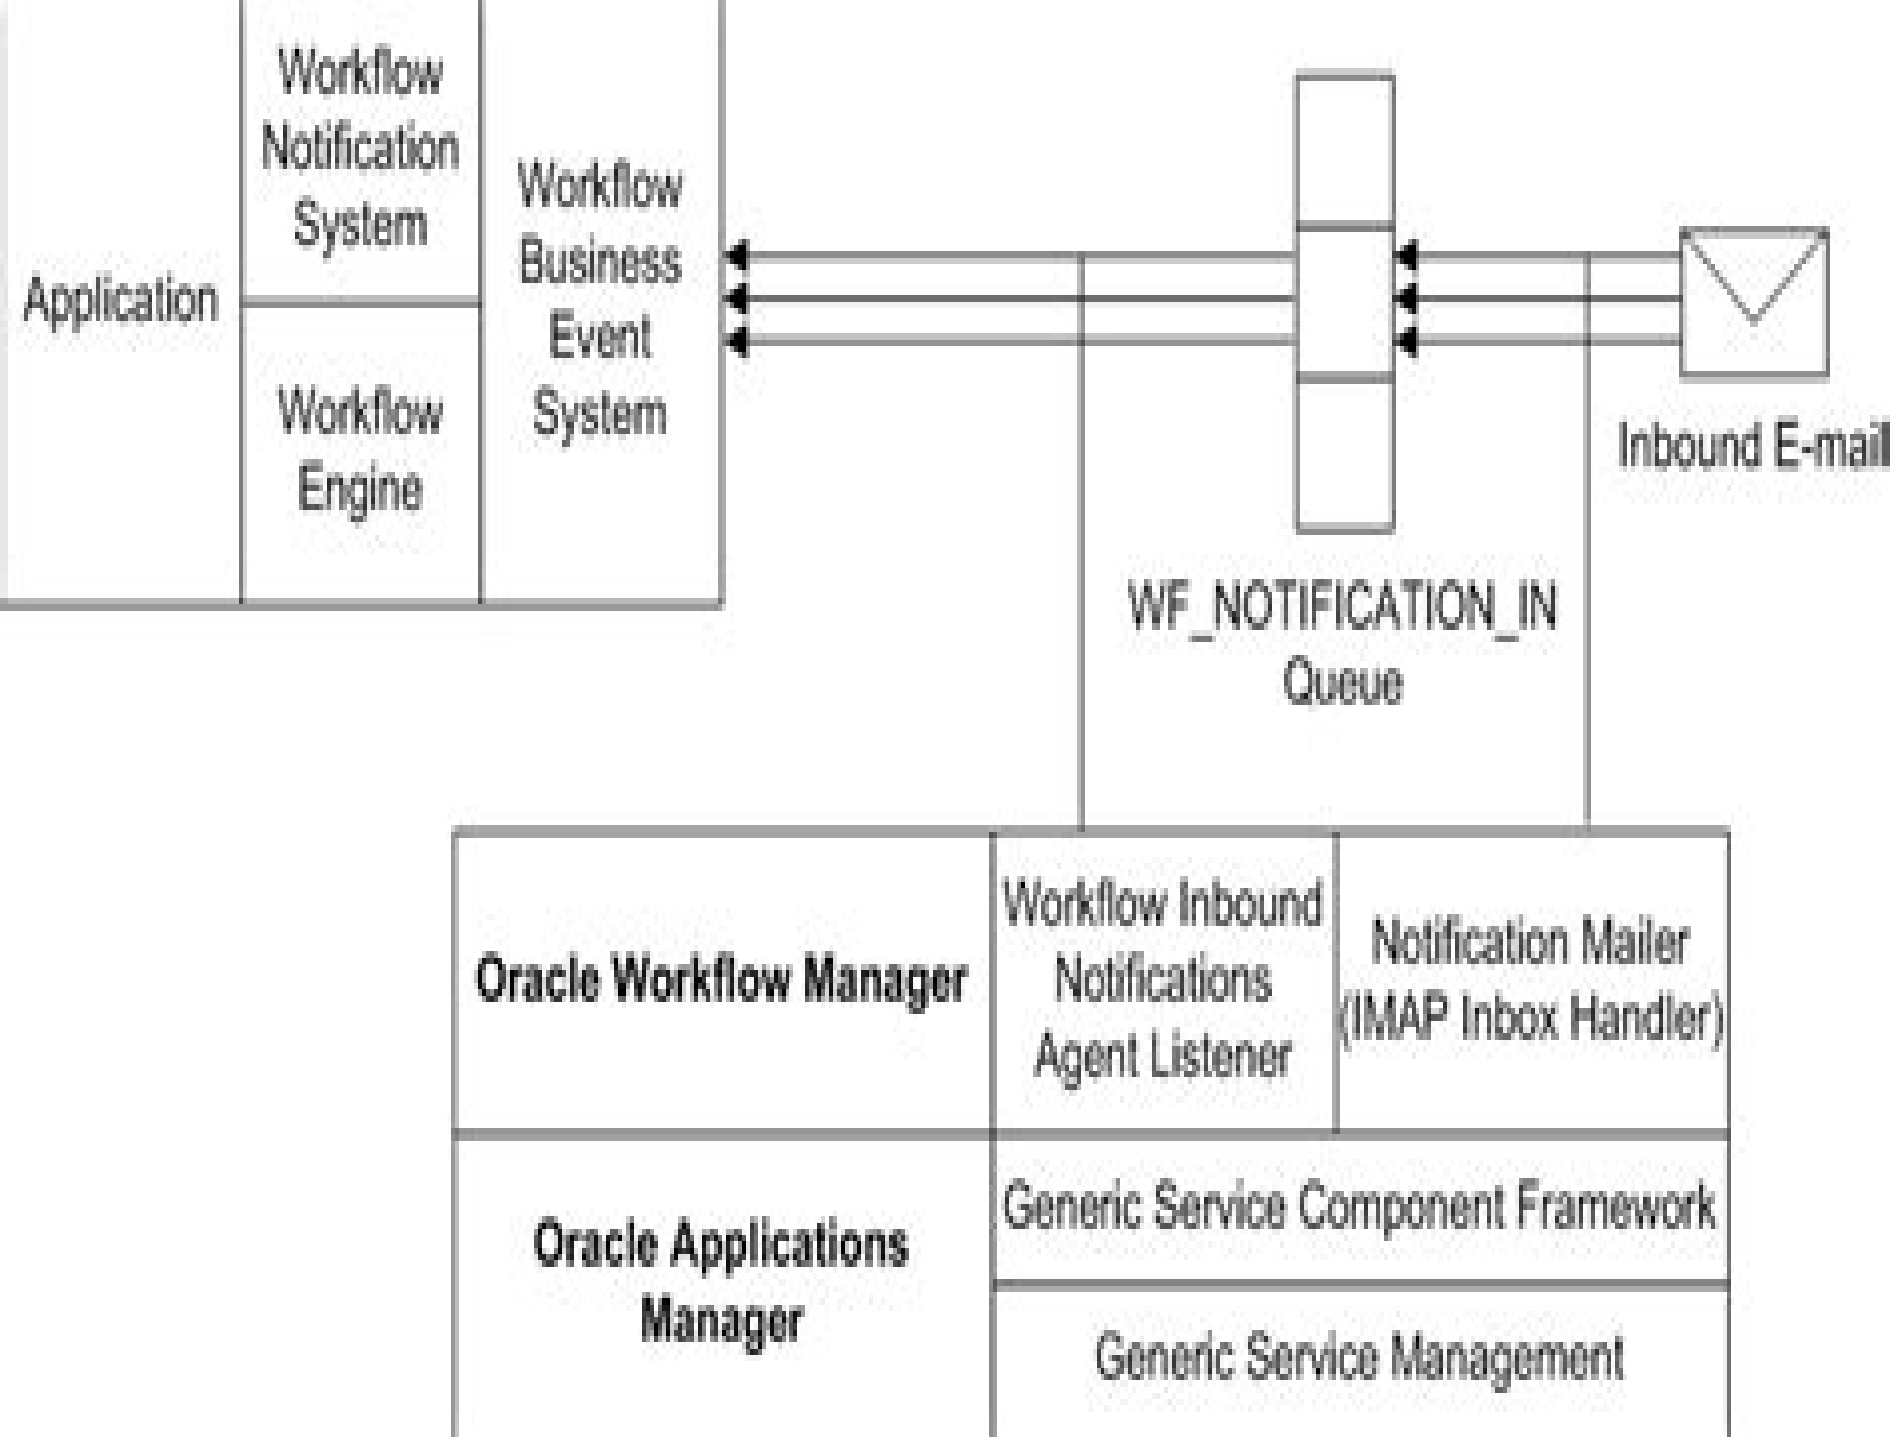 Workflow
Notification
System
Application
Workflow
Engine
Workflow
Business
Event
System
Inbound E-mail
WF_NOTIFICATION_IN
Queue
Oracle Workflow Manager
Workflow Inbound
Notifications
Agent Listener
Notification Mailer
(IMAP Inbox Handler)
Oracle Applications
Manager
Generic Service Component Framework
Generic Service Management